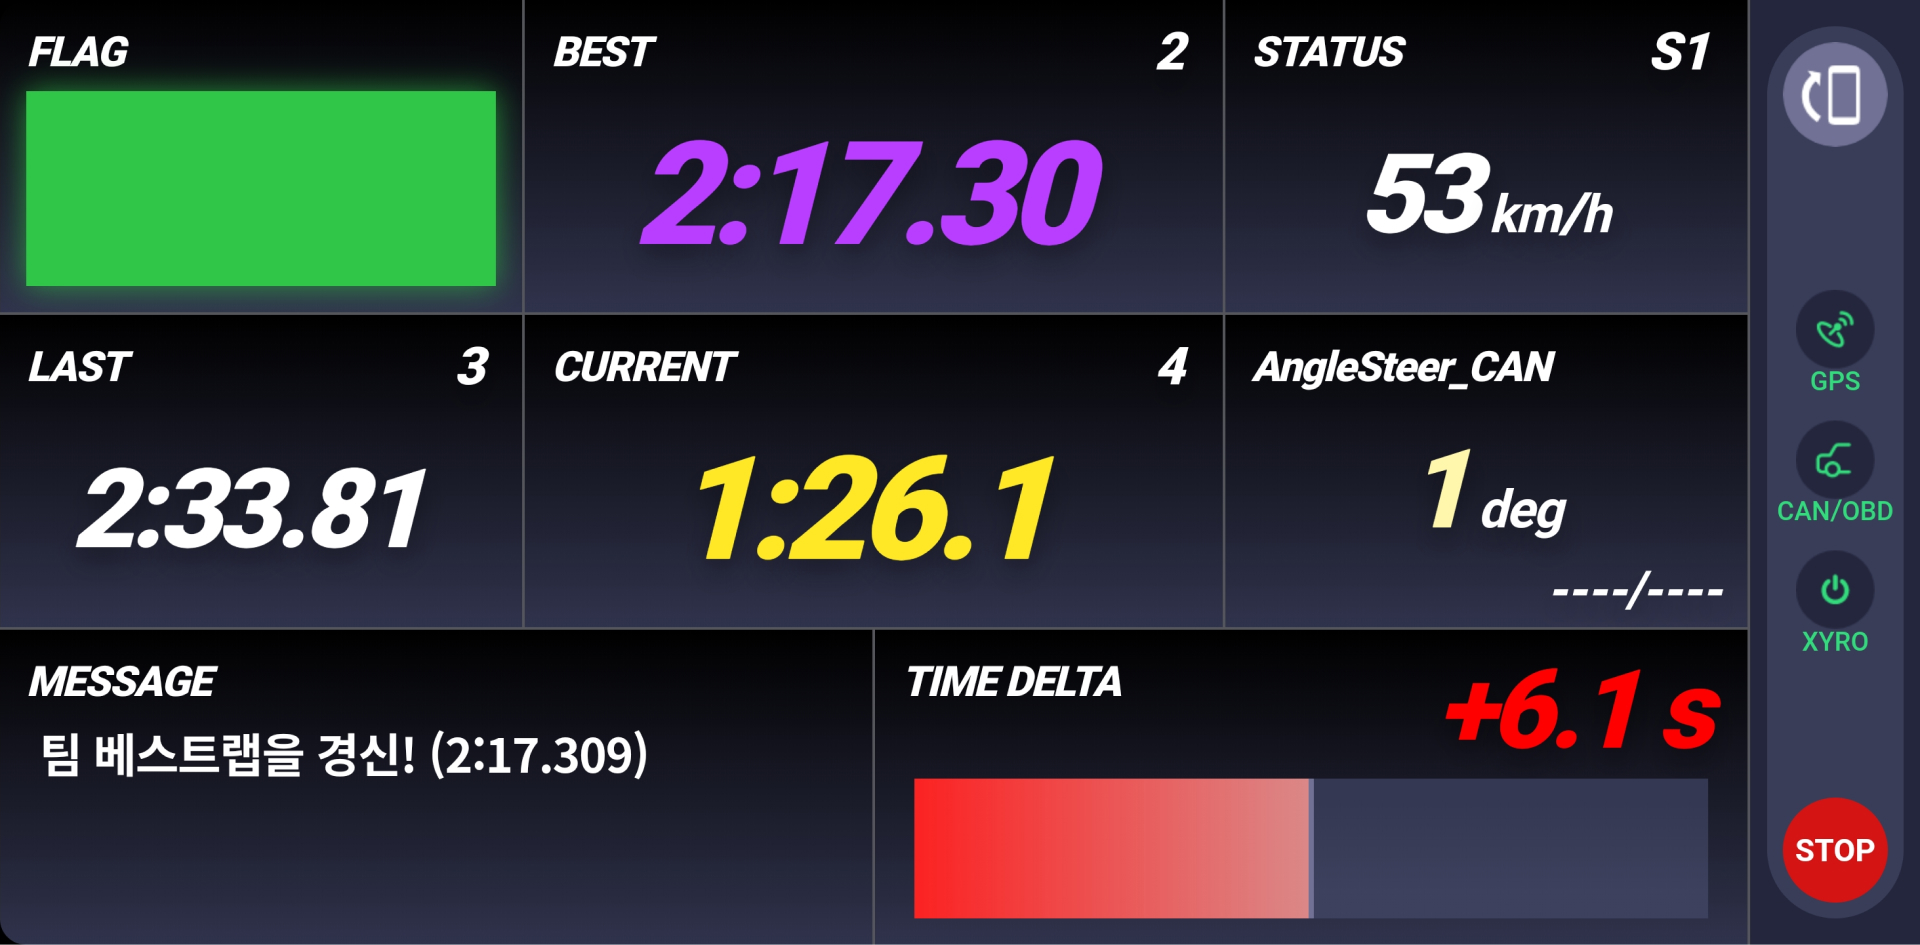 FLAG
BEST 2
2:17.30
STATUS S1
53 km/h
LAST 3
2:33.81
CURRENT 4
1:26.1
AngleSteer_CAN
1 deg
----/----
MESSAGE
팀 베스트랩을 경신! (2:17.309)
TIME DELTA
+6.1 s
GPS
CAN/OBD
XYRO
STOP